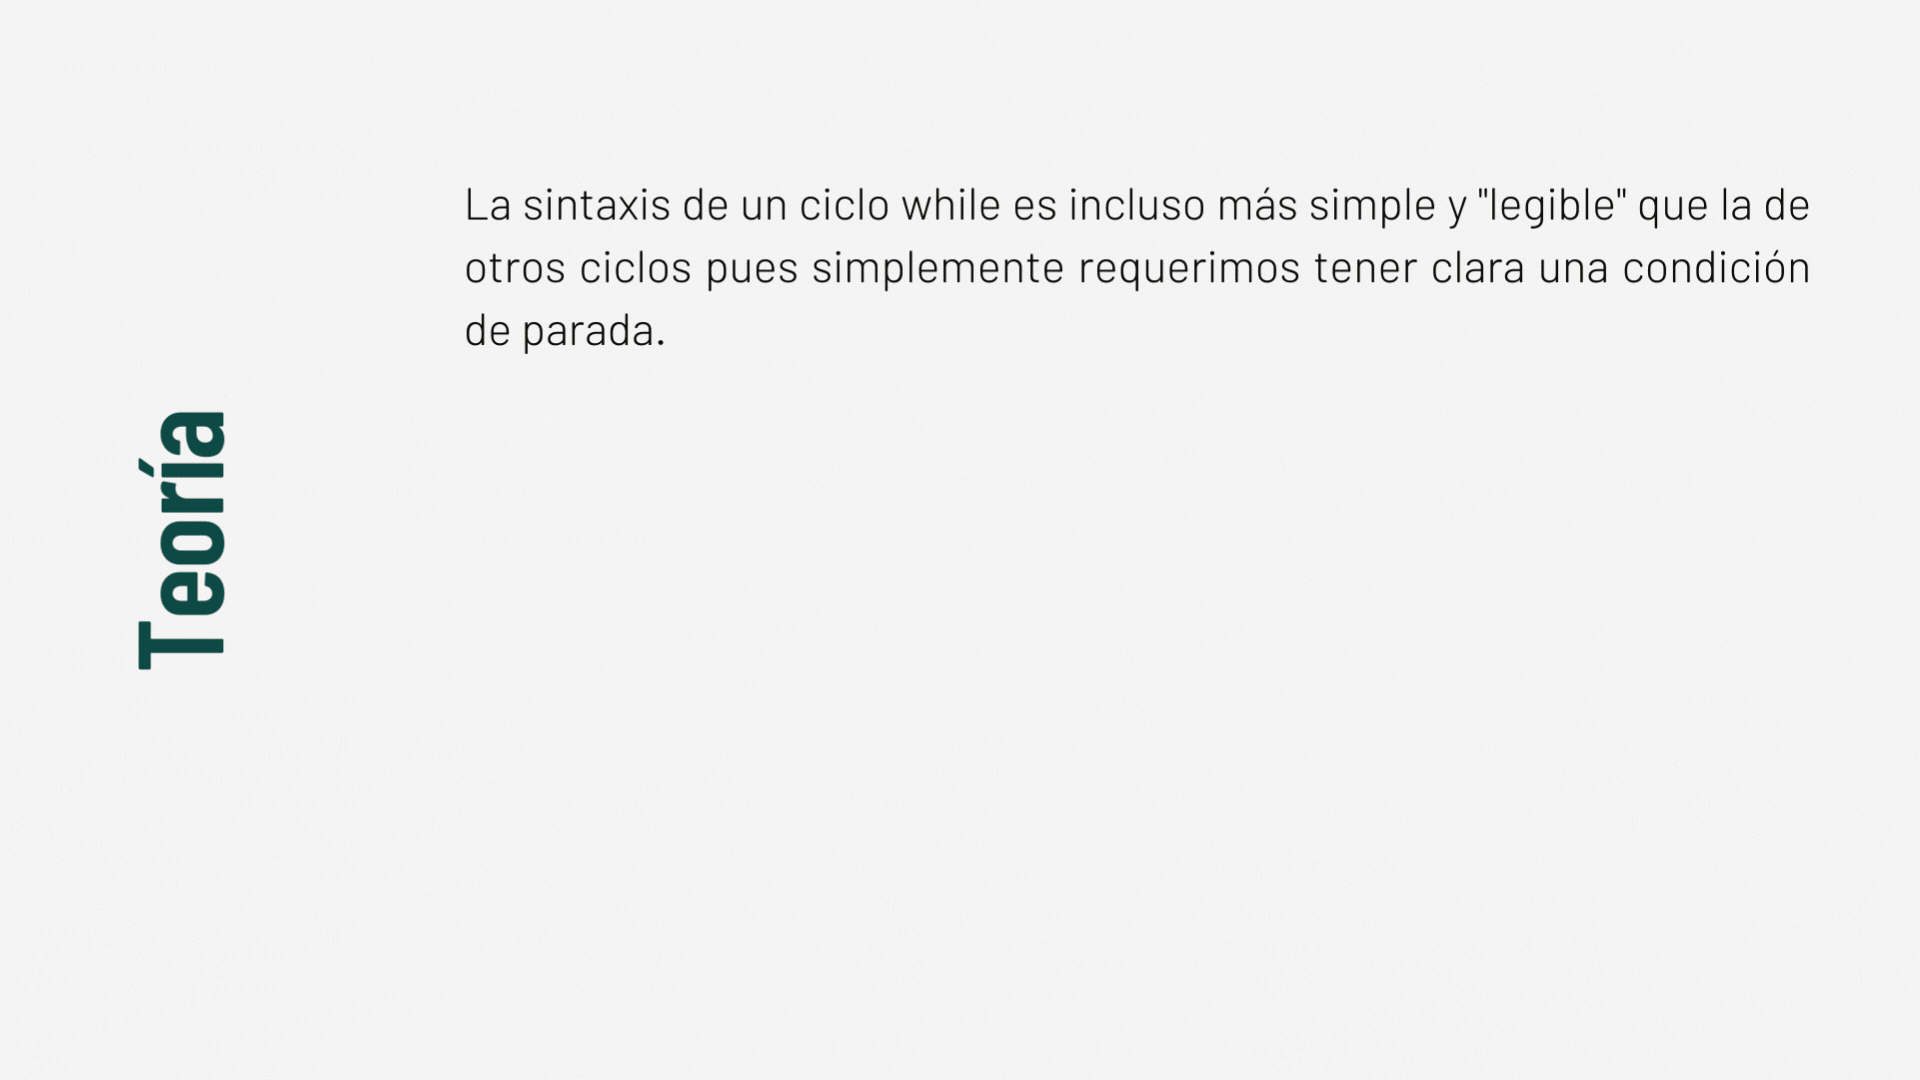 Teoría
La sintaxis de un ciclo while es incluso más simple y "legible" que la de
otros ciclos pues simplemente requerimos tener clara una condición
de parada.